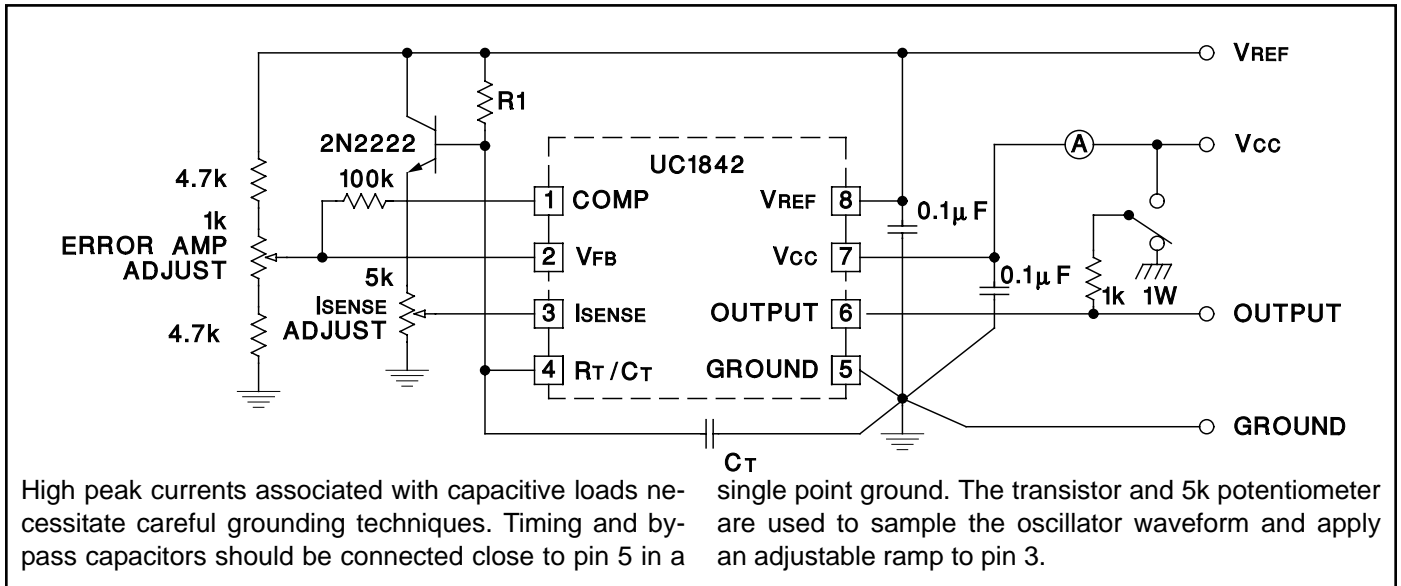 VREF
R1
VCC
A
2N2222
UC1842
4.7k
100k
1 COMP
VREF 8
0.1μF
1k
ERROR AMP
ADJUST
2 VFB
VCC 7
0.1μF
5k
ISENSE
ADJUST
3 ISENSE
OUTPUT 6
1k
1W
OUTPUT
4.7k
4 RT/CT
GROUND 5
GROUND
CT
High peak currents associated with capacitive loads ne-
cessitate careful grounding techniques. Timing and by-
pass capacitors should be connected close to pin 5 in a
single point ground. The transistor and 5k potentiometer
are used to sample the oscillator waveform and apply
an adjustable ramp to pin 3.